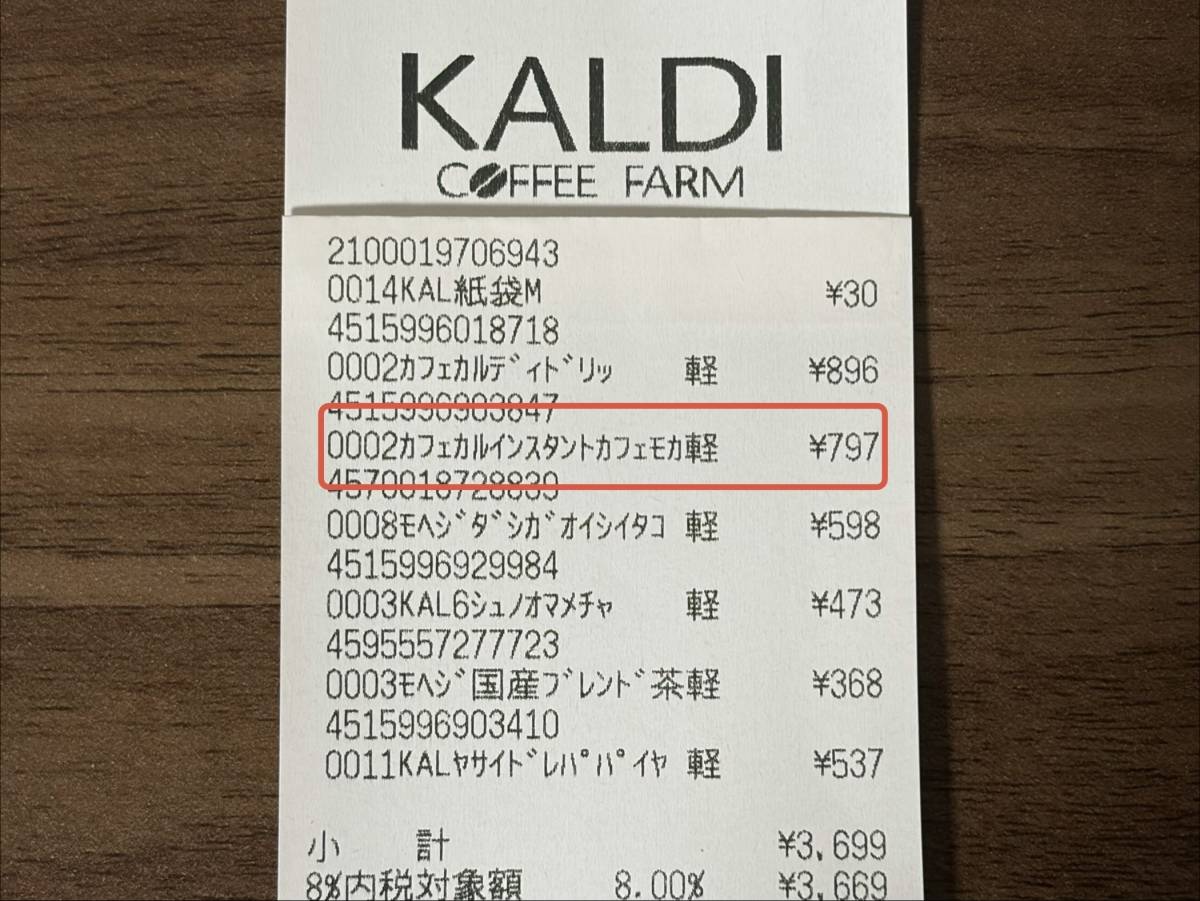 KALDI
COFFEE FARM
2100019706943
0014KAL紙袋M ¥30
4515996018718
0002ｶﾌｪｶﾙﾃﾞｨﾄﾞﾘｯ 軽 ¥896
4515996903847
0002ｶﾌｪｶﾙｲﾝｽﾀﾝﾄｶﾌｪﾓｶ軽 ¥797
4570018728839
0008ﾓﾍｼﾞﾀﾞｼｶﾞｵｲｼｲﾀｺ 軽 ¥598
4515996929984
0003KAL6ｼｭﾉｵﾏﾒﾁｬ 軽 ¥473
4595557277723
0003ﾓﾍｼﾞ国産ﾌﾞﾚﾝﾄﾞ茶軽 ¥368
4515996903410
0011KALﾔｻｲﾄﾞﾚﾊﾟﾊﾟｲﾔ 軽 ¥537
小 計 ¥3,699
8%内税対象額 8.00% ¥3,669